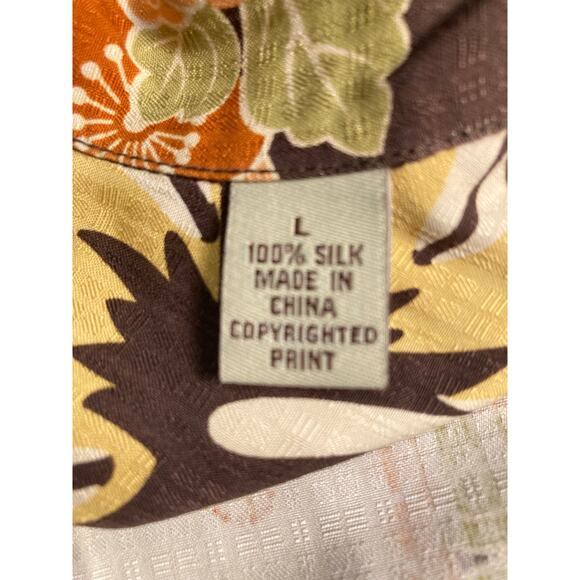 L
100% SILK
MADE IN
CHINA
COPYRIGHTED
PRINT